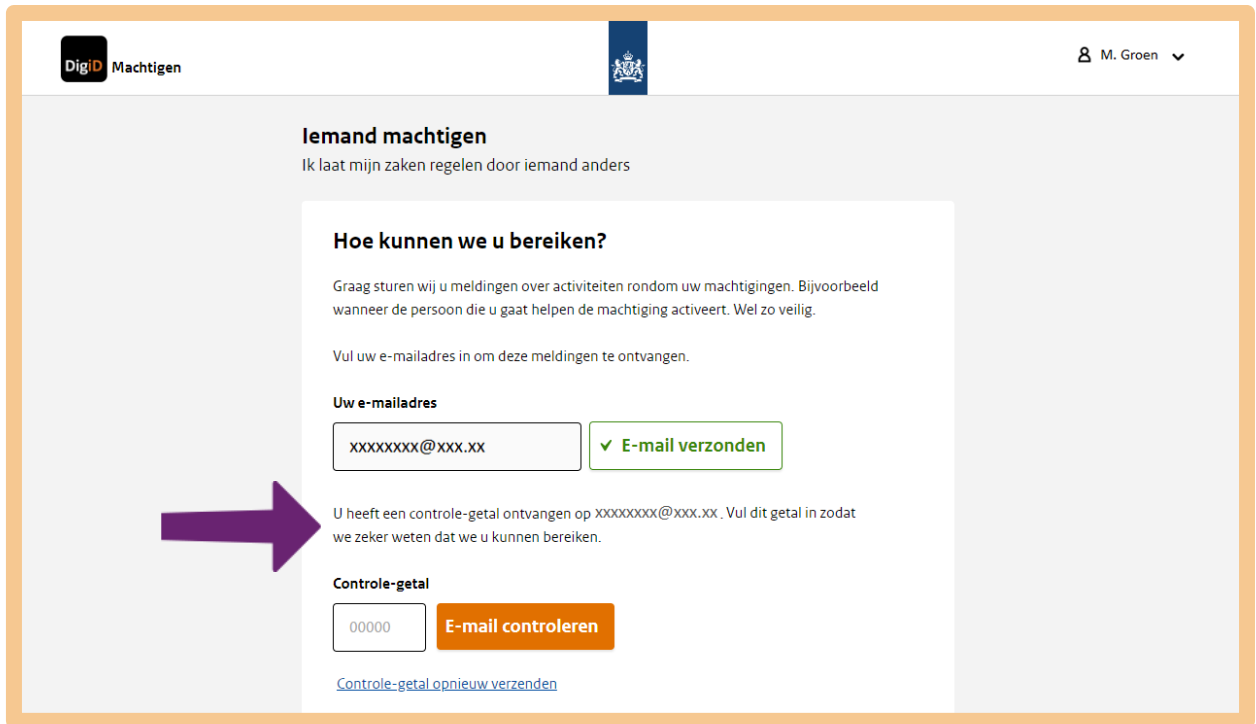 DigiD Machtigen
M. Groen
Iemand machtigen
Ik laat mijn zaken regelen door iemand anders
Hoe kunnen we u bereiken?
Graag sturen wij u meldingen over activiteiten rondom uw machtigingen. Bijvoorbeeld
wanneer de persoon die u gaat helpen de machtiging activeert. Wel zo veilig.
Vul uw e-mailadres in om deze meldingen te ontvangen.
Uw e-mailadres
xxxxxxxx@xxx.xx
E-mail verzonden
U heeft een controle-getal ontvangen op xxxxxxxx@xxx.xx . Vul dit getal in zodat
we zeker weten dat we u kunnen bereiken.
Controle-getal
00000
E-mail controleren
Controle-getal opnieuw verzenden